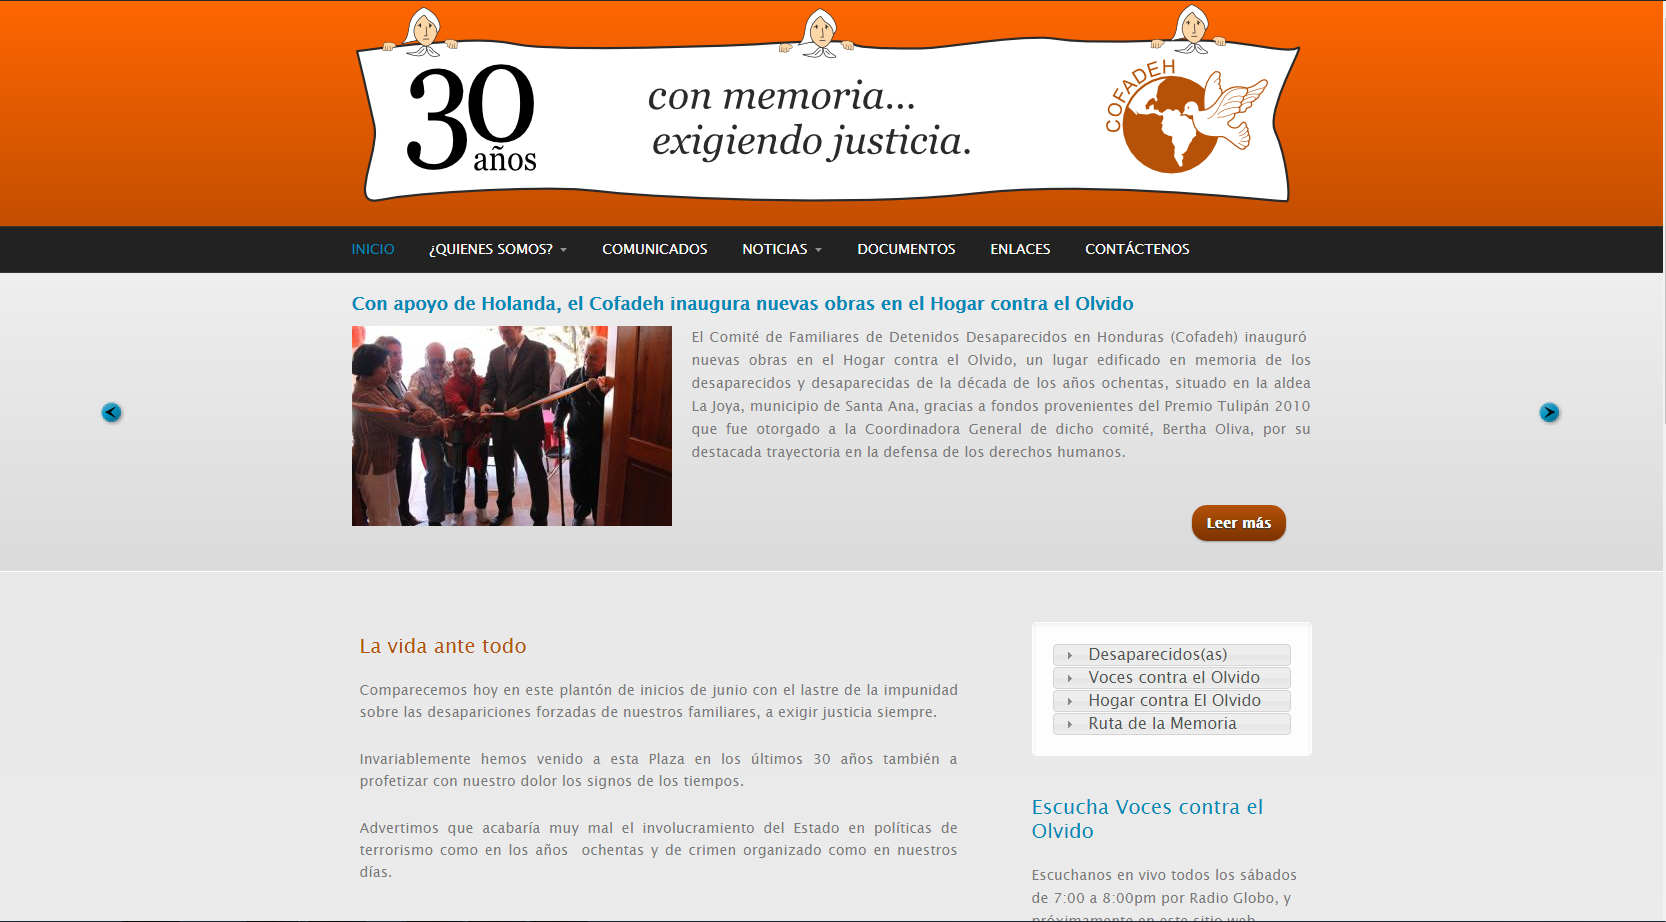 30
años
con memoria...
exigiendo justicia.
COFADEH
INICIO ¿QUIENES SOMOS? COMUNICADOS NOTICIAS DOCUMENTOS ENLACES CONTÁCTENOS
Con apoyo de Holanda, el Cofadeh inaugura nuevas obras en el Hogar contra el Olvido
El Comité de Familiares de Detenidos Desaparecidos en Honduras (Cofadeh) inauguró
nuevas obras en el Hogar contra el Olvido, un lugar edificado en memoria de los
desaparecidos y desaparecidas de la década de los años ochentas, situado en la aldea
La Joya, municipio de Santa Ana, gracias a fondos provenientes del Premio Tulipán 2010
que fue otorgado a la Coordinadora General de dicho comité, Bertha Oliva, por su
destacada trayectoria en la defensa de los derechos humanos.
Leer más
La vida ante todo
Comparecemos hoy en este plantón de inicios de junio con el lastre de la impunidad
sobre las desapariciones forzadas de nuestros familiares, a exigir justicia siempre.
Invariablemente hemos venido a esta Plaza en los últimos 30 años también a
profetizar con nuestro dolor los signos de los tiempos.
Advertimos que acabaría muy mal el involucramiento del Estado en políticas de
terrorismo como en los años ochentas y de crimen organizado como en nuestros
días.
Desaparecidos(as)
Voces contra el Olvido
Hogar contra El Olvido
Ruta de la Memoria
Escucha Voces contra el
Olvido
Escuchanos en vivo todos los sábados
de 7:00 a 8:00pm por Radio Globo, y
próximamente en este sitio web